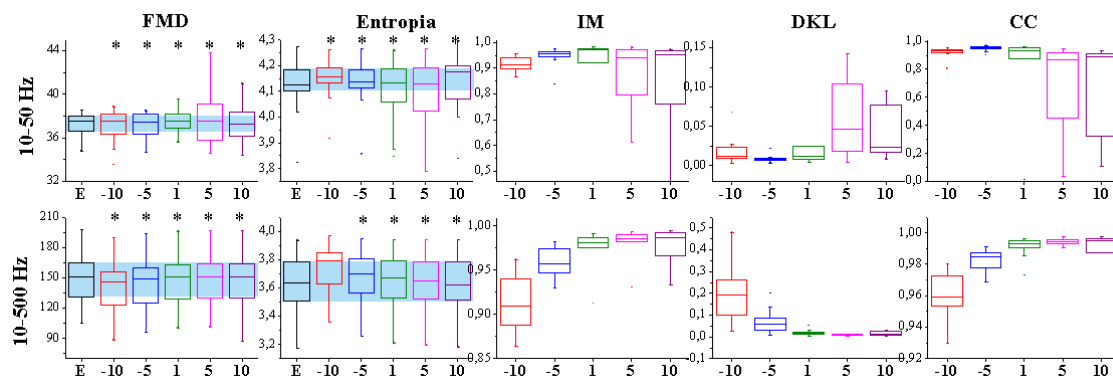 FMD
Entropia
IM
DKL
CC
10-50 Hz
44
40
36
32
* * * * *
E -10 -5 1 5 10
4,3
4,2
4,1
4,0
3,8
* * * * *
E -10 -5 1 5 10
1,0
0,9
0,8
0,7
0,6
0,5
-10 -5 1 5 10
0,15
0,10
0,05
0,00
-10 -5 1 5 10
1,0
0,8
0,6
0,4
0,2
0,0
-10 -5 1 5 10
10-500 Hz
210
180
150
120
90
* * * * *
E -10 -5 1 5 10
4,0
3,8
3,6
3,4
3,2
* * * *
E -10 -5 1 5 10
1,00
0,95
0,90
0,85
-10 -5 1 5 10
0,5
0,4
0,3
0,2
0,1
0,0
0,1
-10 -5 1 5 10
1,00
0,98
0,96
0,94
0,92
-10 -5 1 5 10